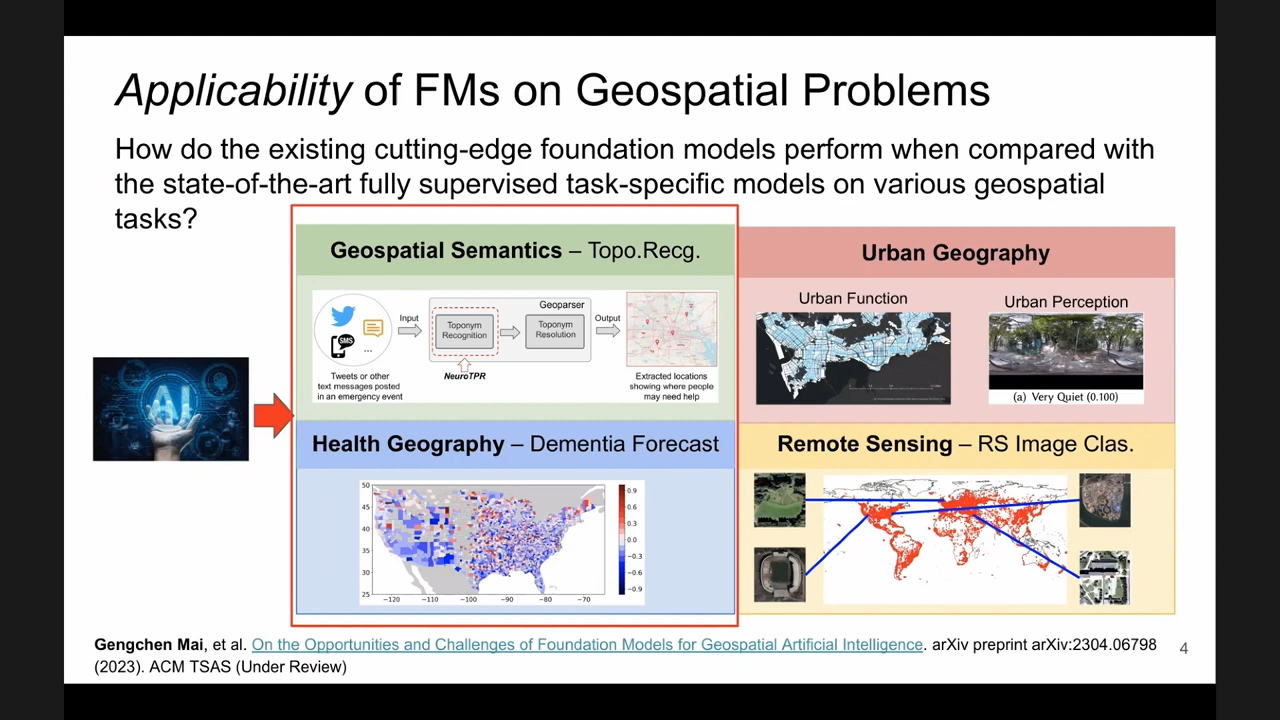 Applicability of FMs on Geospatial Problems
How do the existing cutting-edge foundation models perform when compared with
the state-of-the-art fully supervised task-specific models on various geospatial
tasks?
Geospatial Semantics – Topo.Recg.
Input
Geoparser
Toponym
Recognition
Toponym
Resolution
Output
SMS
...
NeuroTPR
Tweets or other
text messages posted
in an emergency event
Extracted locations
showing where people
may need help
Urban Geography
Urban Function
Urban Perception
(a) Very Quiet (0.100)
AI
Health Geography – Dementia Forecast
50
45
40
35
30
25
−120
−110
−100
−90
−80
−70
0.9
0.6
0.3
0.0
−0.3
−0.6
−0.9
Remote Sensing – RS Image Clas.
Gengchen Mai, et al. On the Opportunities and Challenges of Foundation Models for Geospatial Artificial Intelligence. arXiv preprint arXiv:2304.06798
(2023). ACM TSAS (Under Review)
4